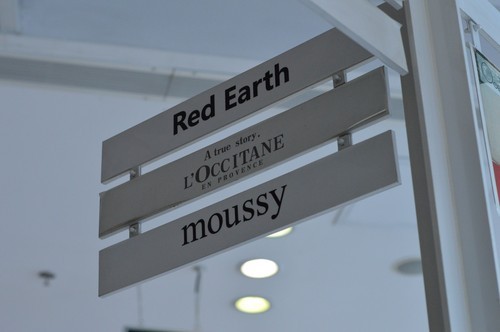 Red Earth
A true story.
L'OCCITANE
EN PROVENCE
moussy